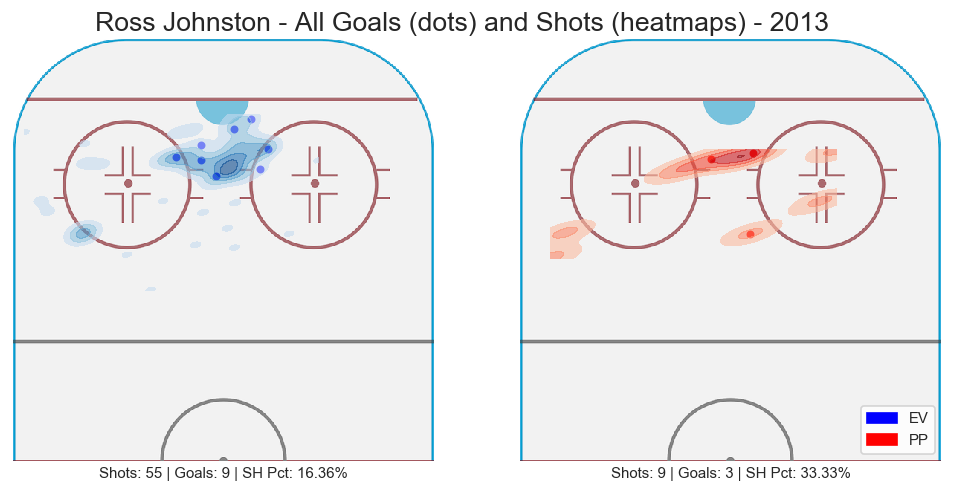 Ross Johnston - All Goals (dots) and Shots (heatmaps) - 2013
EV
PP
Shots: 55 | Goals: 9 | SH Pct: 16.36%
Shots: 9 | Goals: 3 | SH Pct: 33.33%